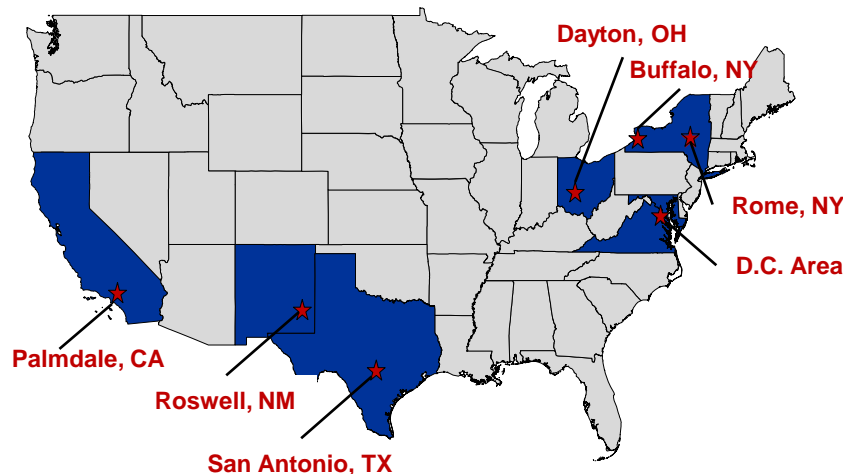 Dayton, OH
Buffalo, NY
Rome, NY
D.C. Area
Palmdale, CA
Roswell, NM
San Antonio, TX